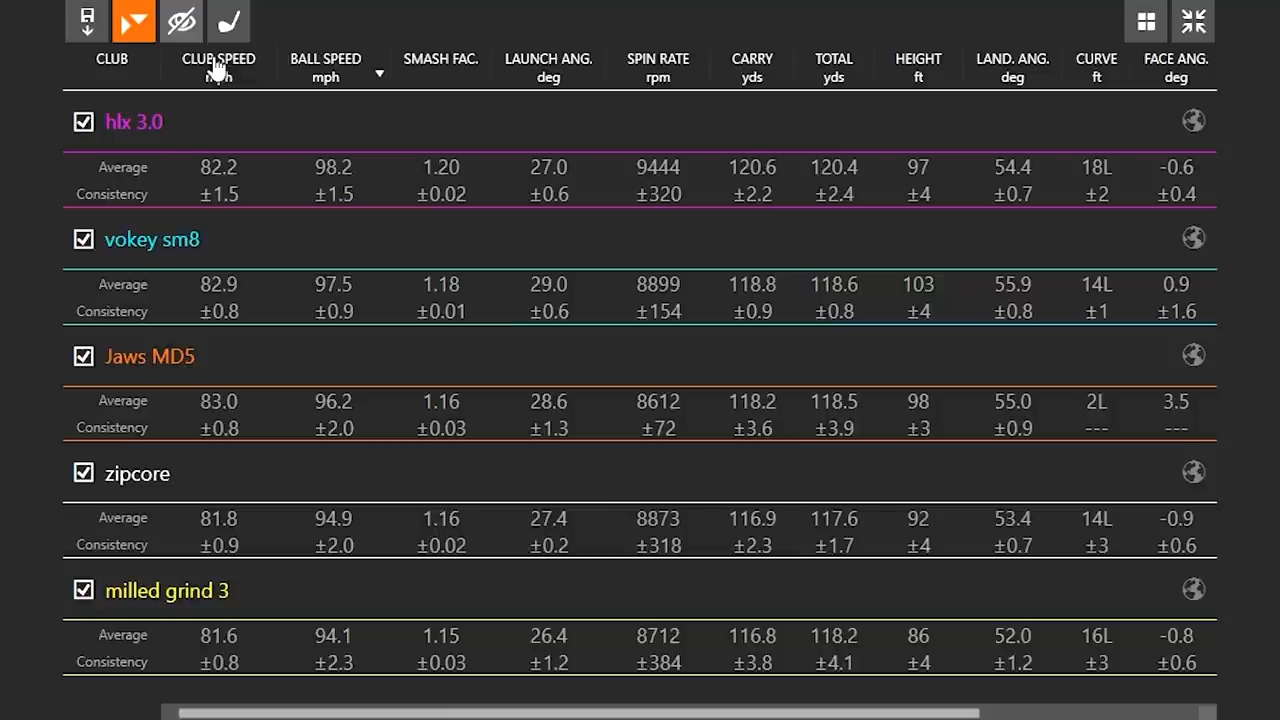 CLUB CLUB SPEED BALL SPEED SMASH FAC. LAUNCH ANG. SPIN RATE CARRY TOTAL HEIGHT LAND. ANG. CURVE FACE ANG.
mph mph deg rpm yds yds ft deg ft deg
hlx 3.0
Average 82.2 98.2 1.20 27.0 9444 120.6 120.4 97 54.4 18L -0.6
Consistency ±1.5 ±1.5 ±0.02 ±0.6 ±320 ±2.2 ±2.4 ±4 ±0.7 ±2 ±0.4
vokey sm8
Average 82.9 97.5 1.18 29.0 8899 118.8 118.6 103 55.9 14L 0.9
Consistency ±0.8 ±0.9 ±0.01 ±0.6 ±154 ±0.9 ±0.8 ±4 ±0.8 ±1 ±1.6
Jaws MD5
Average 83.0 96.2 1.16 28.6 8612 118.2 118.5 98 55.0 2L 3.5
Consistency ±0.8 ±2.0 ±0.03 ±1.3 ±72 ±3.6 ±3.9 ±3 ±0.9 --- ---
zipcore
Average 81.8 94.9 1.16 27.4 8873 116.9 117.6 92 53.4 14L -0.9
Consistency ±0.9 ±2.0 ±0.02 ±0.2 ±318 ±2.3 ±1.7 ±4 ±0.7 ±3 ±0.6
milled grind 3
Average 81.6 94.1 1.15 26.4 8712 116.8 118.2 86 52.0 16L -0.8
Consistency ±0.8 ±2.3 ±0.03 ±1.2 ±384 ±3.8 ±4.1 ±4 ±1.2 ±3 ±0.6